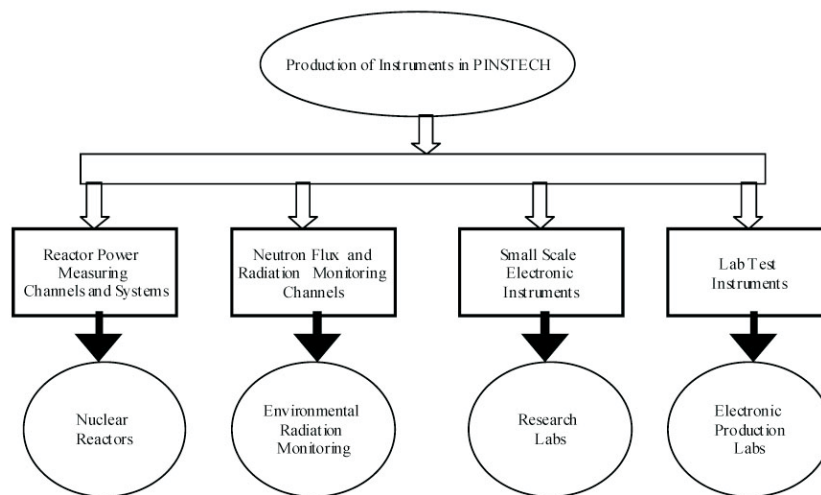 Production of Instruments in PINSTECH
Reactor Power
Measuring
Channels and Systems
Neutron Flux and
Radiation Monitoring
Channels
Small Scale
Electronic
Instruments
Lab Test
Instruments
Nuclear
Reactors
Environmental
Radiation
Monitoring
Research
Labs
Electronic
Production
Labs